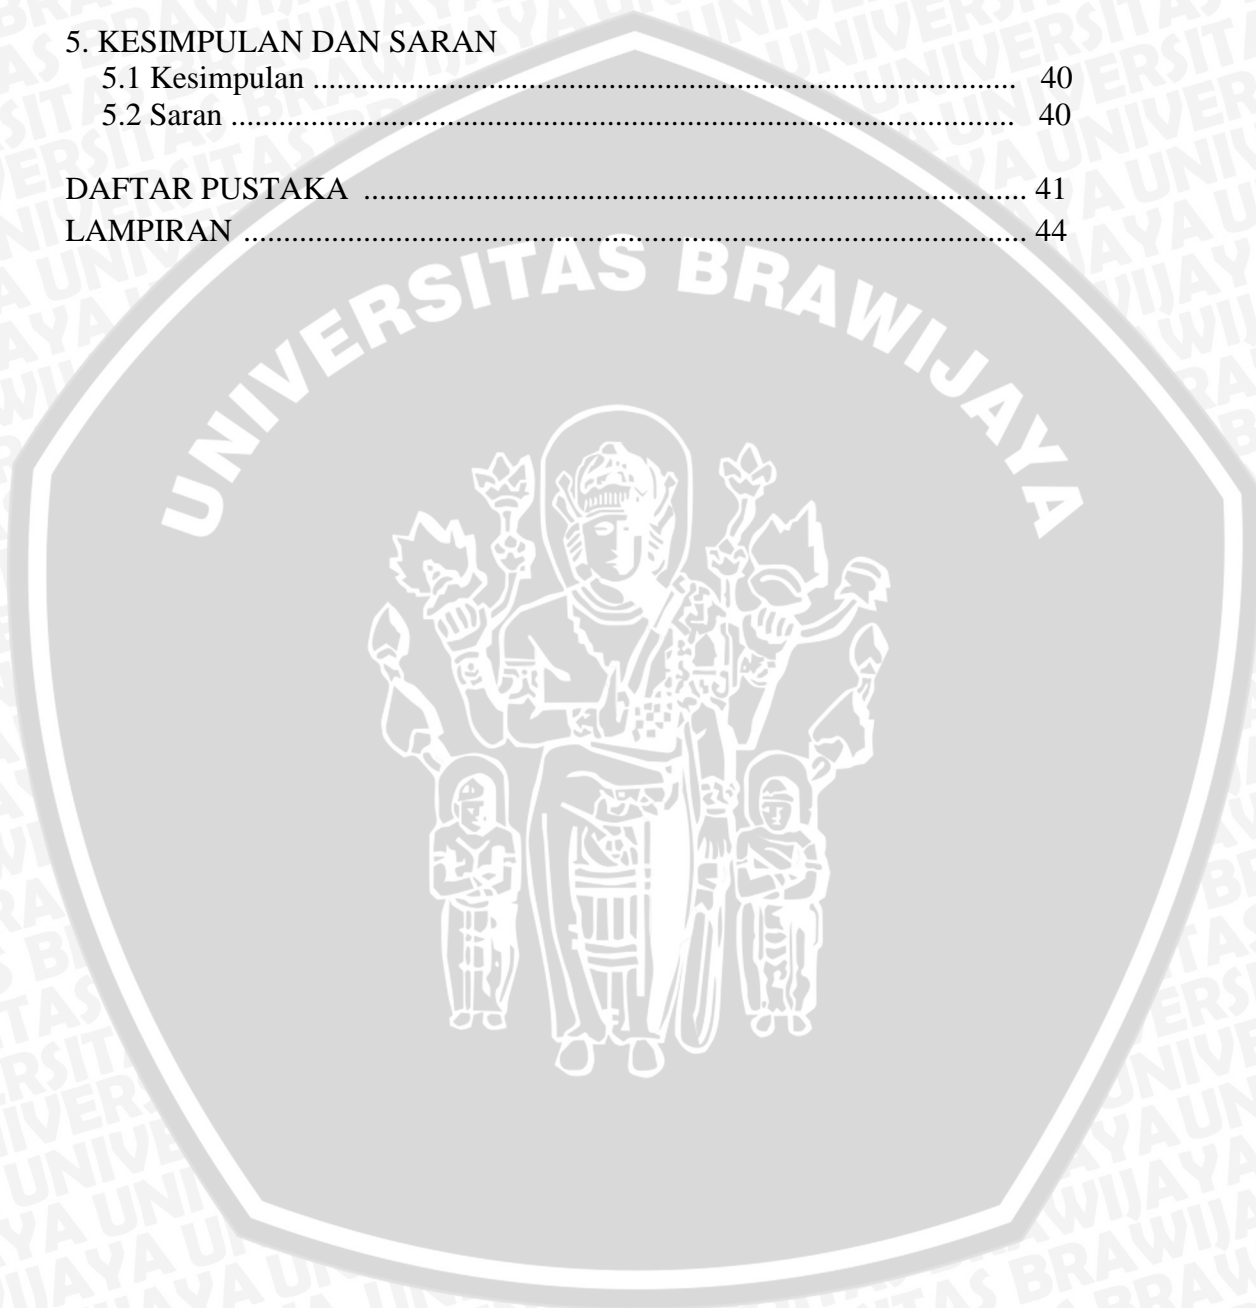 5. KESIMPULAN DAN SARAN
5.1 Kesimpulan ........................................................................................ 40
5.2 Saran .................................................................................................. 40
DAFTAR PUSTAKA ................................................................................... 41
LAMPIRAN .................................................................................................. 44
UNIVERSITAS BRAWIJAYA